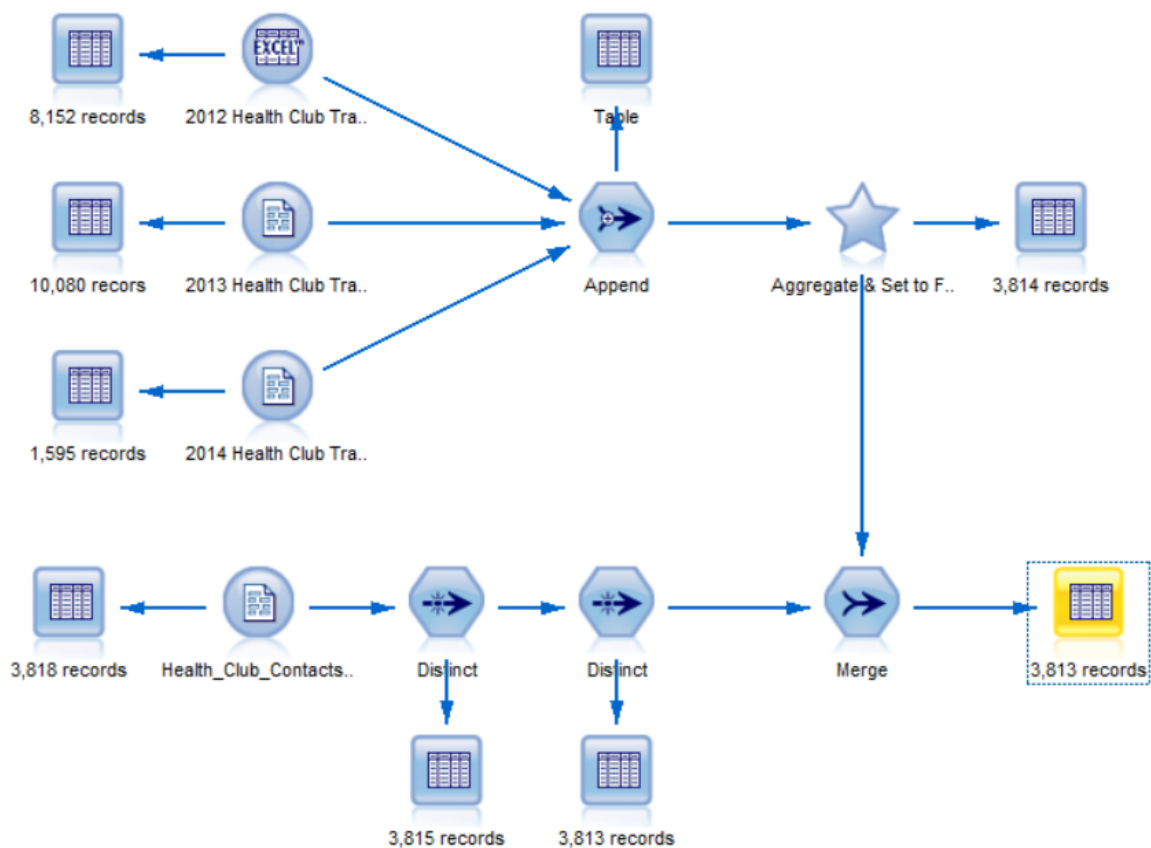 EXCEL™
8,152 records
2012 Health Club Tra..
Table
10,080 recors
2013 Health Club Tra..
Append
Aggregate & Set to F..
3,814 records
1,595 records
2014 Health Club Tra..
3,818 records
Health_Club_Contacts..
Distinct
Distinct
Merge
3,813 records
3,815 records
3,813 records